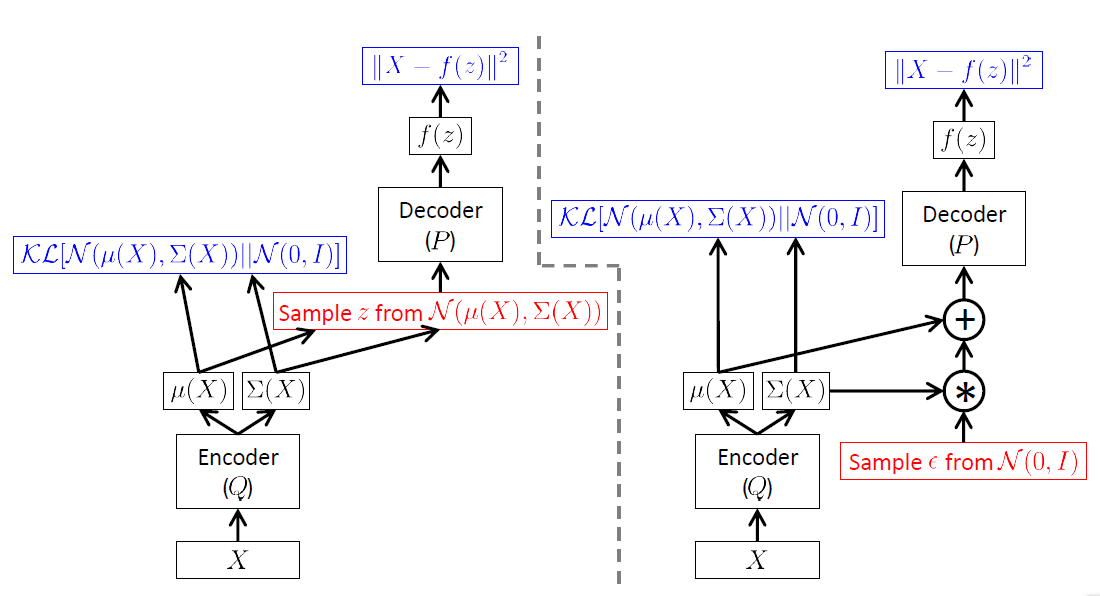 ‖X − f(z)‖²
f(z)
Decoder
(P)
𝒦ℒ[𝒩(μ(X), Σ(X))||𝒩(0, I)]
Sample z from 𝒩(μ(X), Σ(X))
μ(X)
Σ(X)
Encoder
(Q)
X
‖X − f(z)‖²
f(z)
Decoder
(P)
𝒦ℒ[𝒩(μ(X), Σ(X))||𝒩(0, I)]
+
μ(X)
Σ(X)
*
Sample ϵ from 𝒩(0, I)
Encoder
(Q)
X